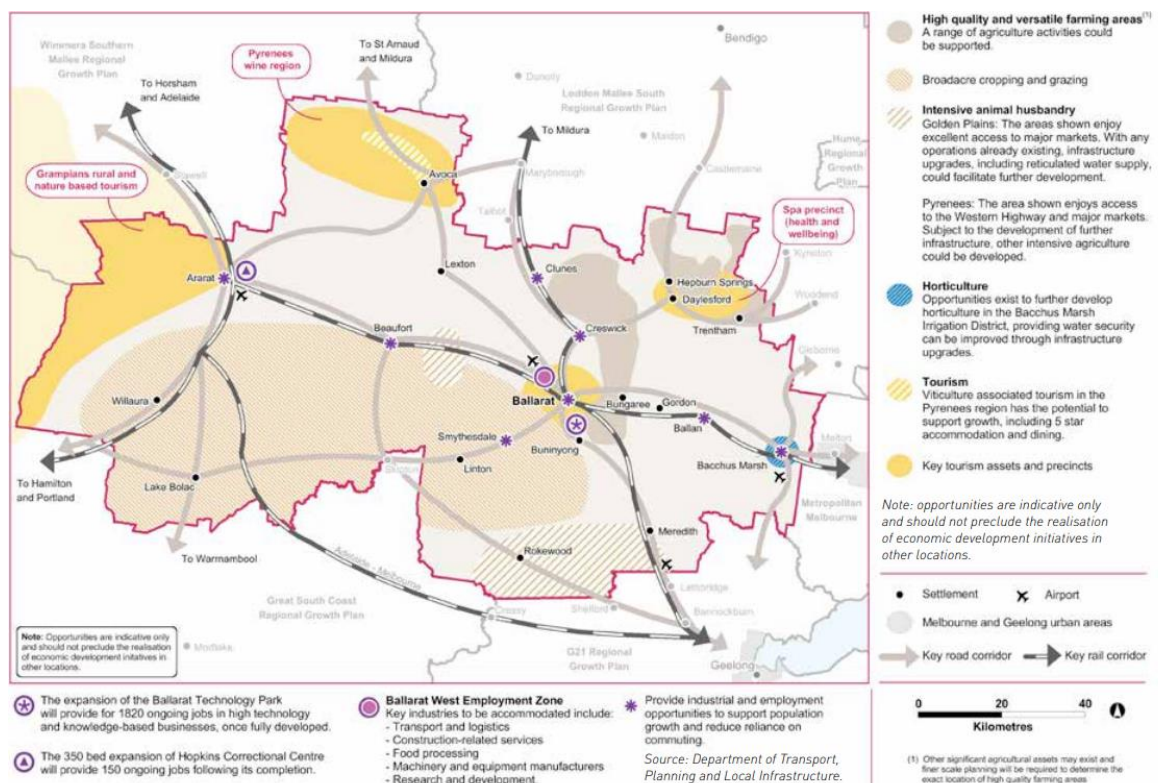 Wimmera Southern
Mallee Regional
Growth Plan
Pyrenees
wine region
To St Arnaud
and Mildura
Bendigo
Dunolly
Loddon Mallee South
Regional Growth Plan
To Horsham
and Adelaide
To Mildura
Maldon
Hume
Regional
Growth
Plan
Grampians rural and
nature based tourism
Stawell
Avoca
Maryborough
Castlemaine
Talbot
Spa precinct
(health and
wellbeing)
Kyneton
Ararat
Lexton
Clunes
Hepburn Springs
Daylesford
Woodend
Trentham
Beaufort
Creswick
Gisborne
Willaura
Ballarat
Bungaree
Gordon
Ballan
Smythesdale
Buninyong
Melton
Bacchus Marsh
Linton
Skipton
To Hamilton
and Portland
Lake Bolac
Metropolitan
Melbourne
Meredith
Rokewood
To Warrnambool
Adelaide - Melbourne
Lethbridge
Great South Coast
Regional Growth Plan
Cressy
Shelford
Bannockburn
Note: Opportunities are indicative only
and should not preclude the realisation
of economic development initiatives in
other locations.
Mortlake
G21 Regional
Growth Plan
Geelong
High quality and versatile farming areas(1)
A range of agriculture activities could
be supported.
Broadacre cropping and grazing
Intensive animal husbandry
Golden Plains: The areas shown enjoy
excellent access to major markets. With any
operations already existing, infrastructure
upgrades, including reticulated water supply,
could facilitate further development.
Pyrenees: The area shown enjoys access
to the Western Highway and major markets.
Subject to the development of further
infrastructure, other intensive agriculture
could be developed.
Horticulture
Opportunities exist to further develop
horticulture in the Bacchus Marsh
Irrigation District, providing water security
can be improved through infrastructure
upgrades.
Tourism
Viticulture associated tourism in the
Pyrenees region has the potential to
support growth, including 5 star
accommodation and dining.
Key tourism assets and precincts
Note: opportunities are indicative only
and should not preclude the realisation
of economic development initiatives in
other locations.
Settlement
Airport
Melbourne and Geelong urban areas
Key road corridor
Key rail corridor
0 20 40
Kilometres
(1) Other significant agricultural assets may exist and
finer scale planning will be required to determine the
exact location of high quality farming areas
The expansion of the Ballarat Technology Park
will provide for 1820 ongoing jobs in high technology
and knowledge-based businesses, once fully developed.
The 350 bed expansion of Hopkins Correctional Centre
will provide 150 ongoing jobs following its completion.
Ballarat West Employment Zone
Key industries to be accommodated include:
- Transport and logistics
- Construction-related services
- Food processing
- Machinery and equipment manufacturers
- Research and development
Provide industrial and employment
opportunities to support population
growth and reduce reliance on
commuting.
Source: Department of Transport,
Planning and Local Infrastructure.